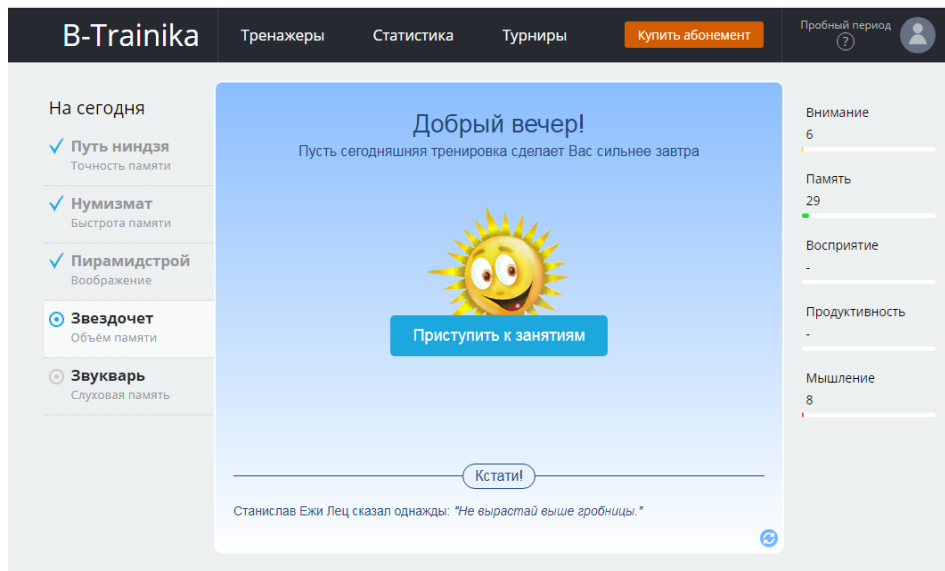 B-Trainika
Тренажеры
Статистика
Турниры
Купить абонемент
Пробный период
?
На сегодня
Путь ниндзя
Точность памяти
Нумизмат
Быстрота памяти
Пирамидстрой
Воображение
Звездочет
Объём памяти
Звукварь
Слуховая память
Добрый вечер!
Пусть сегодняшняя тренировка сделает Вас сильнее завтра
Приступить к занятиям
Кстати!
Станислав Ежи Лец сказал однажды: "Не вырастай выше гробницы."
Внимание
6
Память
29
Восприятие
-
Продуктивность
-
Мышление
8